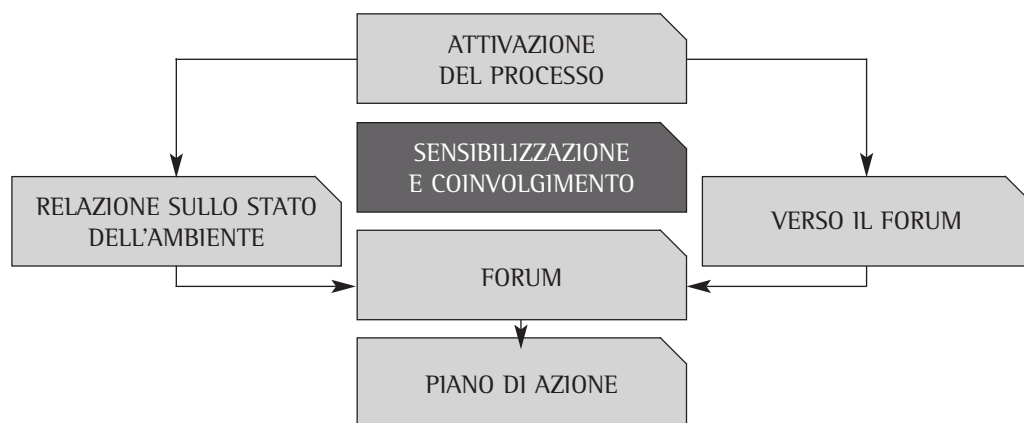 ATTIVAZIONE
DEL PROCESSO
SENSIBILIZZAZIONE
E COINVOLGIMENTO
RELAZIONE SULLO STATO
DELL'AMBIENTE
VERSO IL FORUM
FORUM
PIANO DI AZIONE